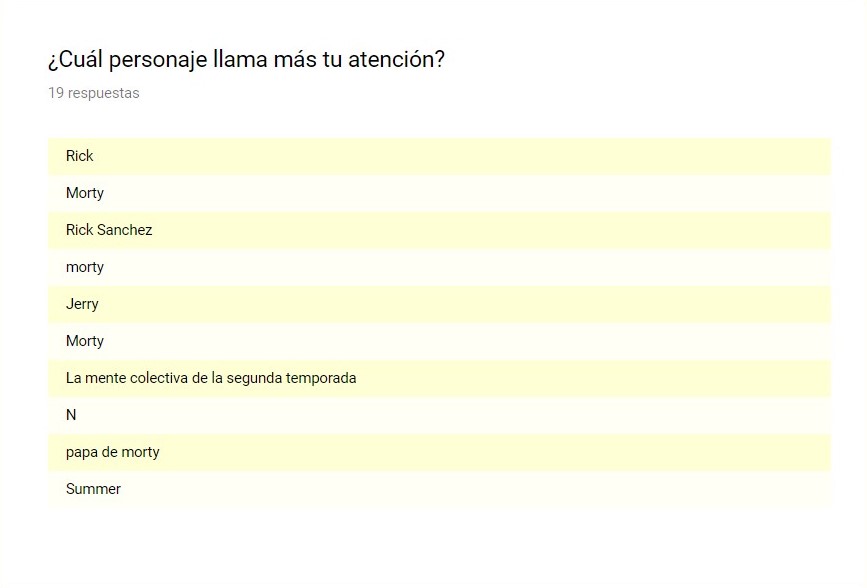 ¿Cuál personaje llama más tu atención?
19 respuestas
Rick
Morty
Rick Sanchez
morty
Jerry
Morty
La mente colectiva de la segunda temporada
N
papa de morty
Summer